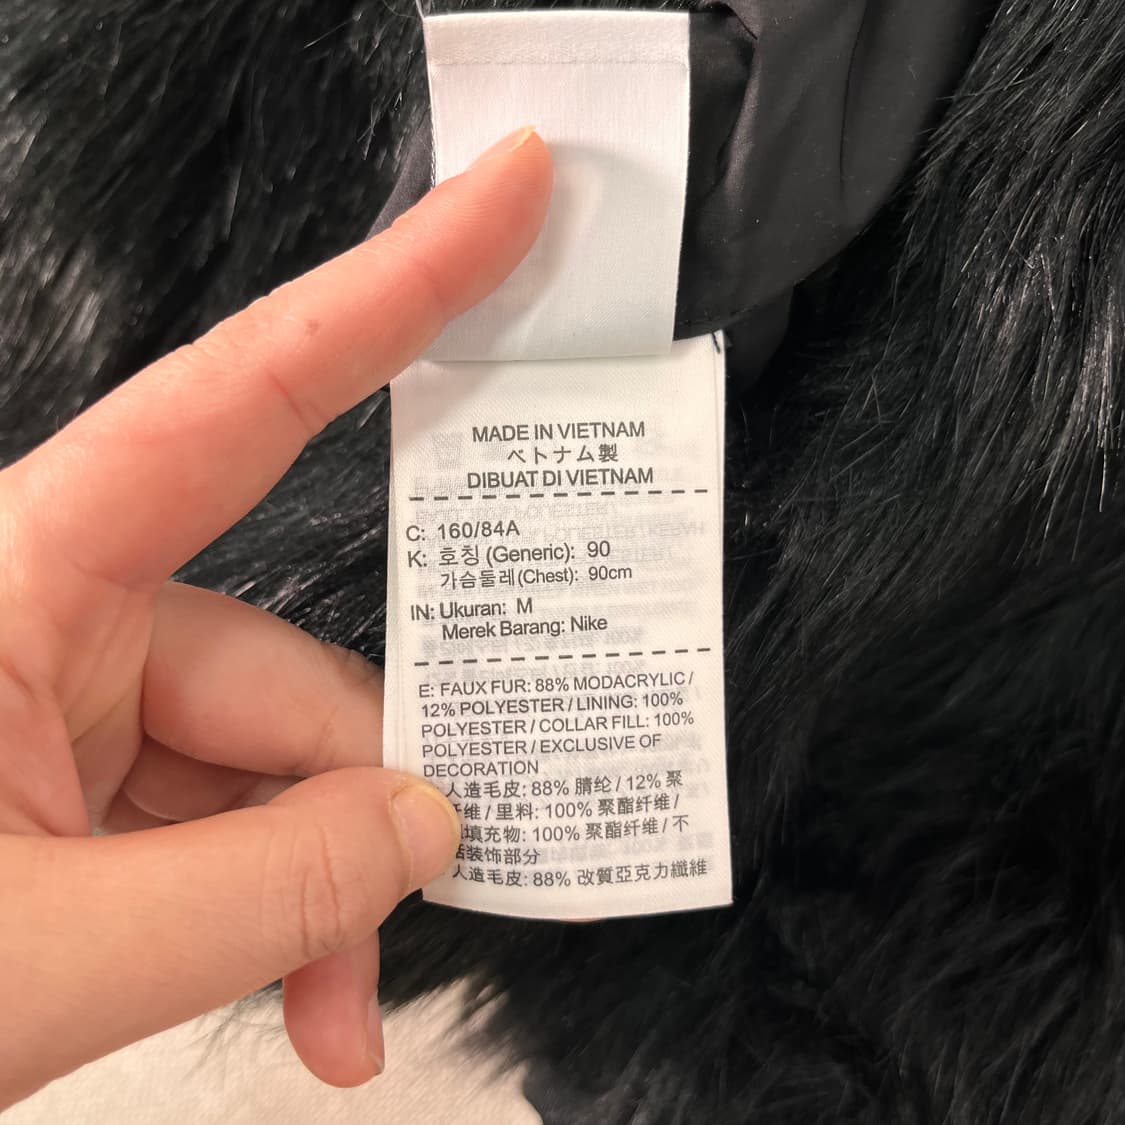 MADE IN VIETNAM
ベトナム製
DIBUAT DI VIETNAM
C: 160/84A
K: 호칭 (Generic): 90
가슴둘레 (Chest): 90cm
IN: Ukuran: M
Merek Barang: Nike
E: FAUX FUR: 88% MODACRYLIC /
12% POLYESTER / LINING: 100%
POLYESTER / COLLAR FILL: 100%
POLYESTER / EXCLUSIVE OF
DECORATION
人造毛皮: 88% 腈纶 / 12% 聚
维 / 里料: 100% 聚酯纤维 /
填充物: 100% 聚酯纤维 / 不
装饰部分
人造毛皮: 88% 改質亞克力纖維